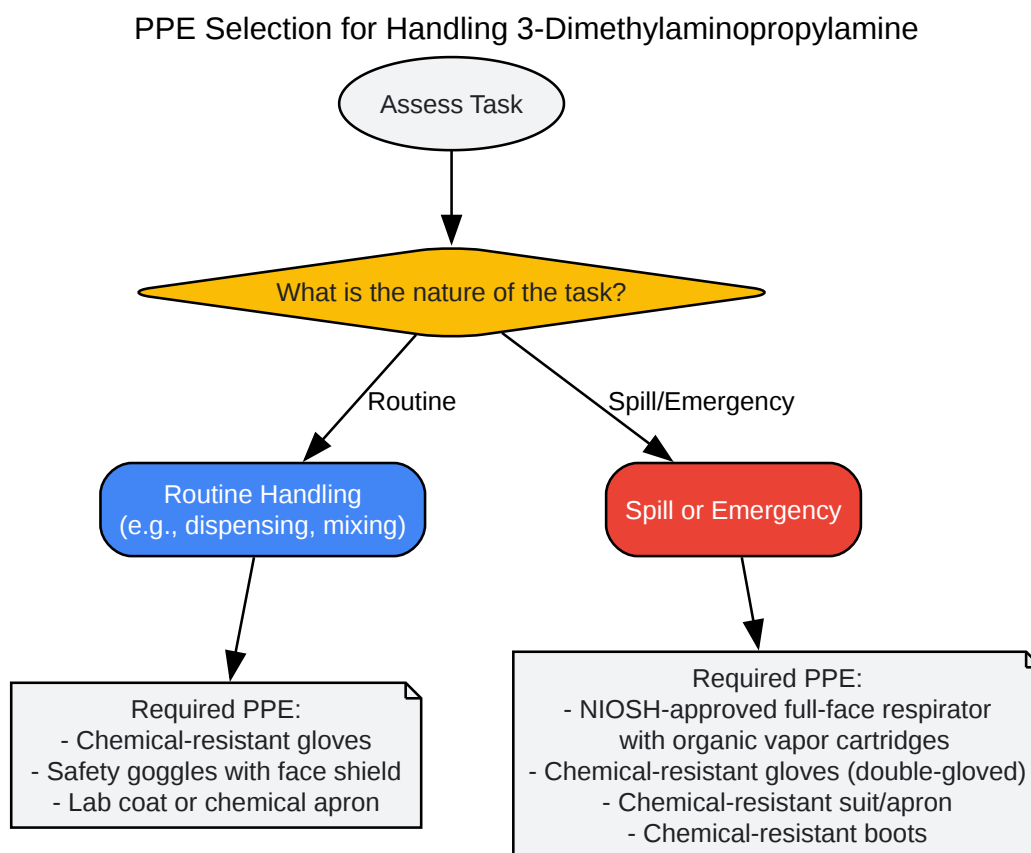 PPE Selection for Handling 3-Dimethylaminopropylamine
Assess Task
What is the nature of the task?
Routine
Spill/Emergency
Routine Handling
(e.g., dispensing, mixing)
Spill or Emergency
Required PPE:
- Chemical-resistant gloves
- Safety goggles with face shield
- Lab coat or chemical apron
Required PPE:
- NIOSH-approved full-face respirator
with organic vapor cartridges
- Chemical-resistant gloves (double-gloved)
- Chemical-resistant suit/apron
- Chemical-resistant boots